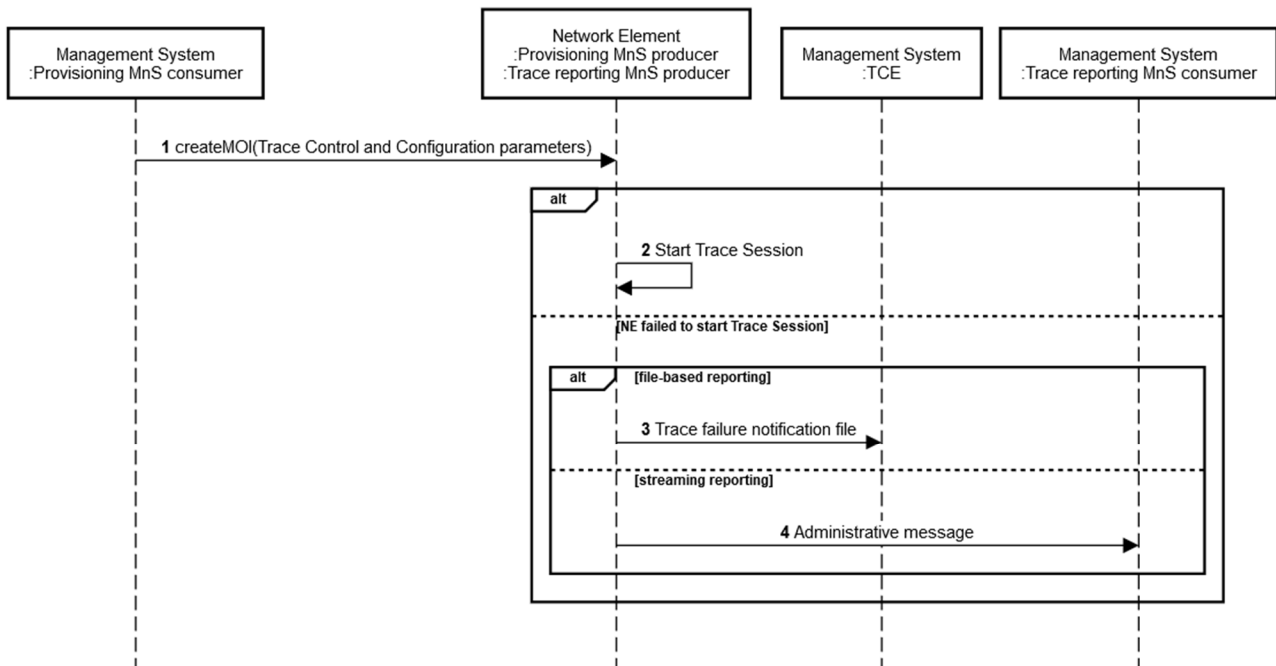 Management System
:Provisioning MnS consumer
Network Element
:Provisioning MnS producer
:Trace reporting MnS producer
Management System
:TCE
Management System
:Trace reporting MnS consumer
1 createMOI(Trace Control and Configuration parameters)
alt
2 Start Trace Session
[NE failed to start Trace Session]
alt
[file-based reporting]
3 Trace failure notification file
[streaming reporting]
4 Administrative message